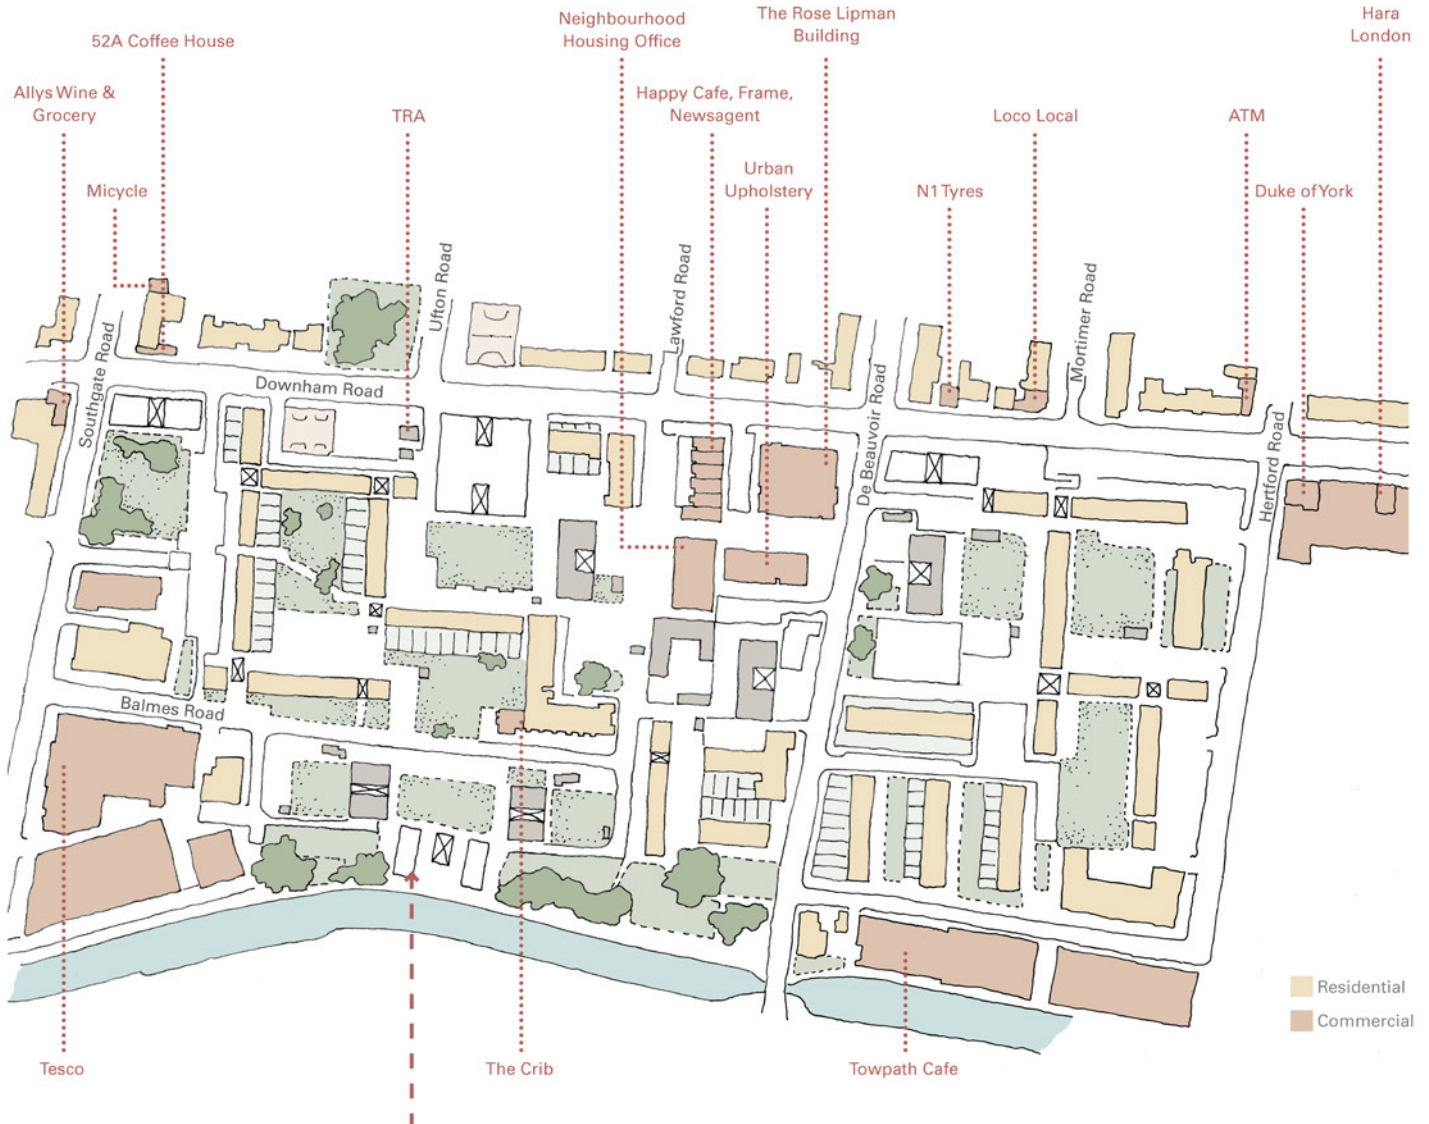 Hara
London
Neighbourhood
Housing Office
The Rose Lipman
Building
52A Coffee House
Allys Wine &
Grocery
TRA
Happy Cafe, Frame,
Newsagent
Loco Local
ATM
Micycle
Urban
Upholstery
N1 Tyres
Duke of York
Southgate Road
Ufton Road
Lawford Road
Mortimer Road
Downham Road
De Beauvoir Road
Hertford Road
Balmes Road
Residential
Commercial
Tesco
The Crib
Towpath Cafe